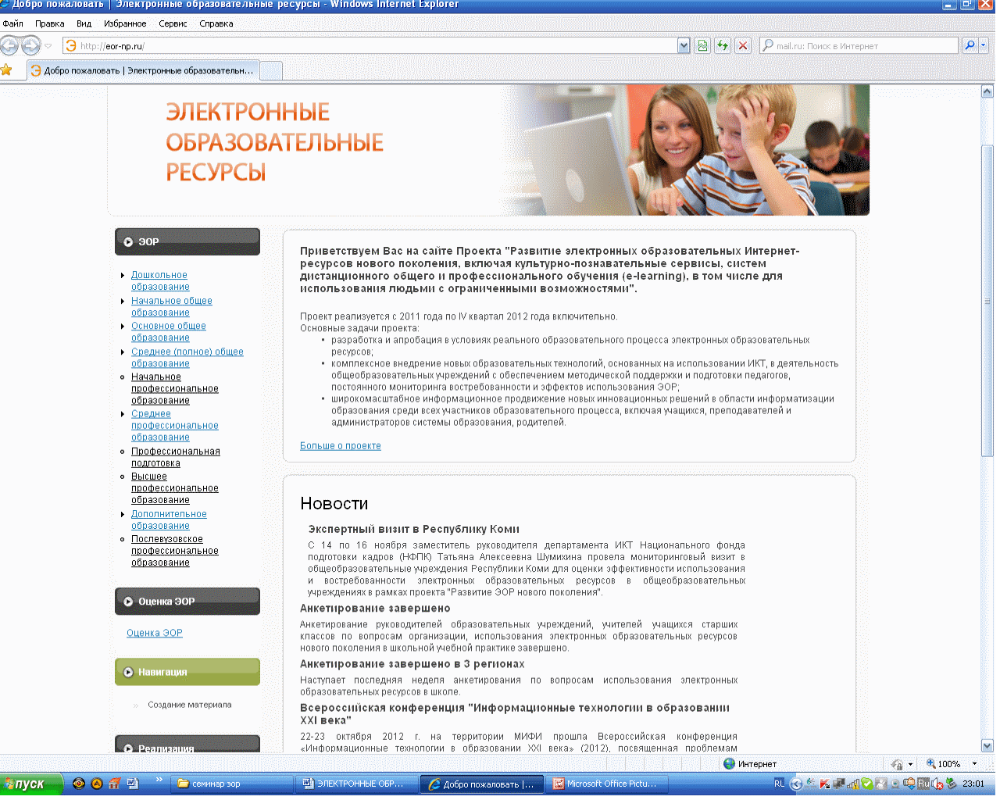 Добро пожаловать | Электронные образовательные ресурсы - Windows Internet Explorer
Файл Правка Вид Избранное Сервис Справка
http://eor-np.ru/
mail.ru: Поиск в Интернет
Добро пожаловать | Электронные образовательн...
ЭЛЕКТРОННЫЕ
ОБРАЗОВАТЕЛЬНЫЕ
РЕСУРСЫ
ЭОР
Дошкольное
образование
Начальное общее
образование
Основное общее
образование
Среднее (полное) общее
образование
Начальное
профессиональное
образование
Среднее
профессиональное
образование
Профессиональная
подготовка
Высшее
профессиональное
образование
Дополнительное
образование
Послевузовское
профессиональное
образование
Оценка ЭОР
Оценка ЭОР
Навигация
Создание материала
Реализация
Приветствуем Вас на сайте Проекта "Развитие электронных образовательных Интернет-
ресурсов нового поколения, включая культурно-познавательные сервисы, систем
дистанционного общего и профессионального обучения (e-learning), в том числе для
использования людьми с ограниченными возможностями".
Проект реализуется с 2011 года по IV квартал 2012 года включительно.
Основные задачи проекта:
• разработка и апробация в условиях реального образовательного процесса электронных образовательных
ресурсов;
• комплексное внедрение новых образовательных технологий, основанных на использовании ИКТ, в деятельность
общеобразовательных учреждений с обеспечением методической поддержки и подготовки педагогов,
постоянного мониторинга востребованности и эффектов использования ЭОР;
• широкомасштабное информационное продвижение новых инновационных решений в области информатизации
образования среди всех участников образовательного процесса, включая учащихся, преподавателей и
администраторов системы образования, родителей.
Больше о проекте
Новости
Экспертный визит в Республику Коми
С 14 по 16 ноября заместитель руководителя департамента ИКТ Национального фонда
подготовки кадров (НФПК) Татьяна Алексеевна Шумихина провела мониторинговый визит в
общеобразовательные учреждения Республики Коми для оценки эффективности использования
и востребованности электронных образовательных ресурсов в общеобразовательных
учреждениях в рамках проекта "Развитие ЭОР нового поколения".
Анкетирование завершено
Анкетирование руководителей образовательных учреждений, учителей учащихся старших
классов по вопросам организации, использования электронных образовательных ресурсов
нового поколения в школьной учебной практике завершено.
Анкетирование завершено в 3 регионах
Наступает последняя неделя анкетирования по вопросам использования электронных
образовательных ресурсов в школе.
Всероссийская конференция "Информационные технологии в образовании
XXI века"
22-23 октября 2012 г. на территории МИФИ прошла Всероссийская конференция
«Информационные технологии в образовании XXI века» (2012), посвященная проблемам
Интернет
100%
пуск
семинар эор
ЭЛЕКТРОННЫЕ ОБР...
Добро пожаловать |...
Microsoft Office Pictu...
RL
Ru
23:01